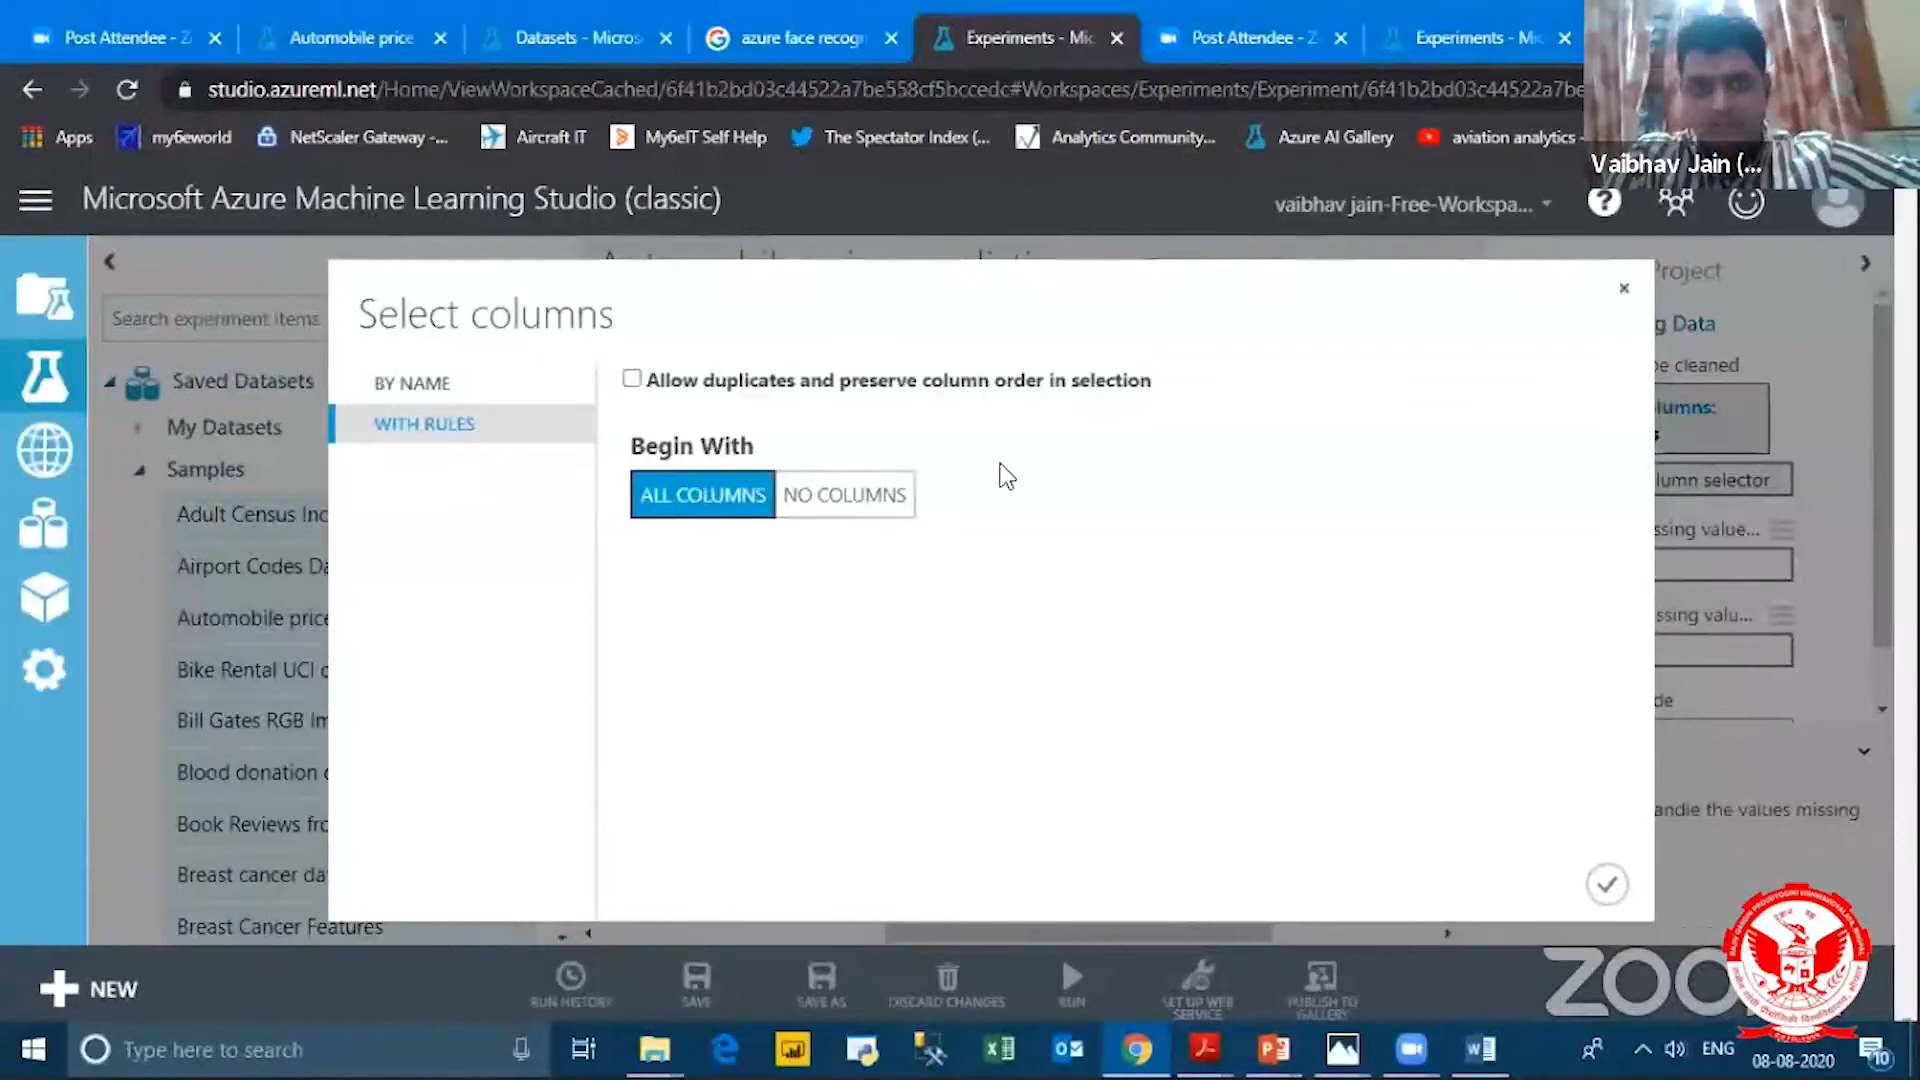 Post Attendee - Z
Automobile price
Datasets - Micros
azure face recogn
Experiments - Mic
Post Attendee - Z
Experiments - Mi
studio.azureml.net/Home/ViewWorkspaceCached/6f41b2bd03c44522a7be558cf5bccedc#Workspaces/Experiments/Experiment/6f41b2bd03c44522a7be
Apps
my6eworld
NetScaler Gateway -...
Aircraft IT
My6eIT Self Help
The Spectator Index (...
Analytics Community...
Azure AI Gallery
aviation analytics -
Vaibhav Jain (...
Microsoft Azure Machine Learning Studio (classic)
vaibhav jain-Free-Workspa...
Project
Search experiment items
Select columns
g Data
Saved Datasets
BY NAME
Allow duplicates and preserve column order in selection
be cleaned
My Datasets
WITH RULES
lumns:
Begin With
s
Samples
ALL COLUMNS
NO COLUMNS
lumn selector
Adult Census Inc
ssing value...
Airport Codes Da
Automobile price
ssing valu...
Bike Rental UCI
Bill Gates RGB Im
de
Blood donation
Book Reviews fro
andle the values missing
Breast cancer da
Breast Cancer Features
NEW
RUN HISTORY
SAVE
SAVE AS
DISCARD CHANGES
RUN
SET UP WEB SERVICE
PUBLISH TO GALLERY
ZOO
Type here to search
ENG
08-08-2020
10